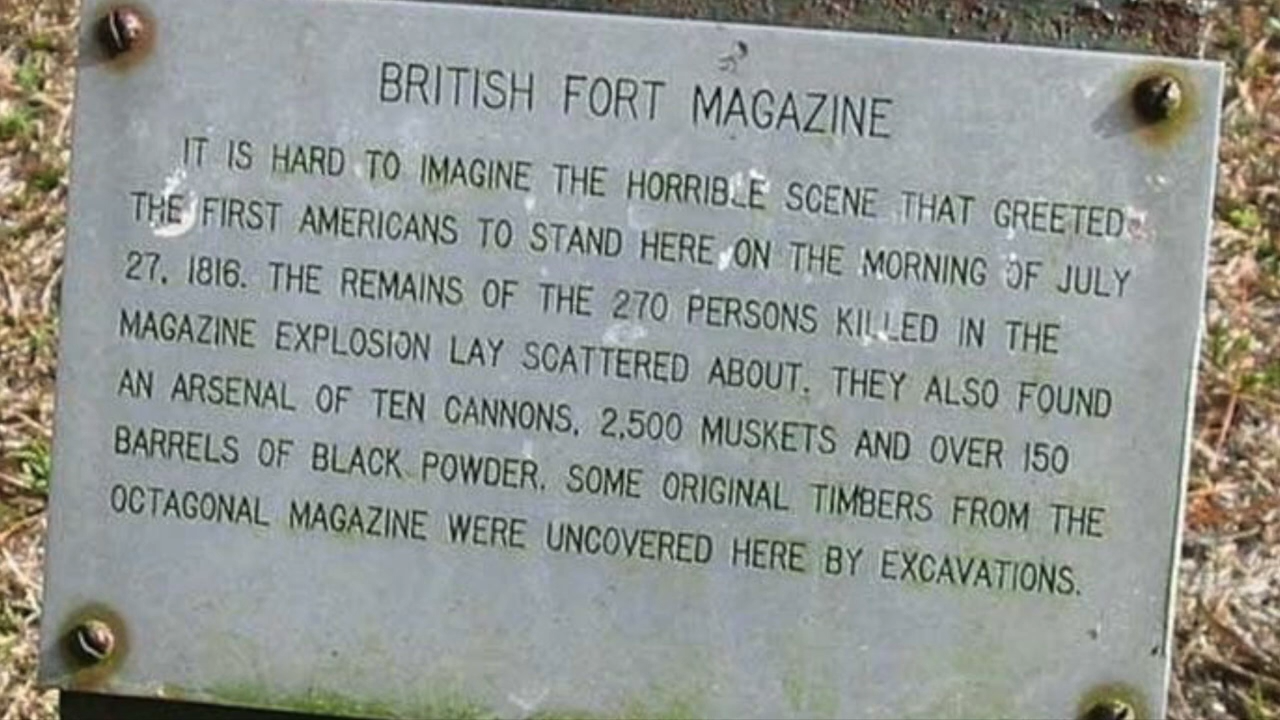 BRITISH FORT MAGAZINE
IT IS HARD TO IMAGINE THE HORRIBLE SCENE THAT GREETED
THE FIRST AMERICANS TO STAND HERE ON THE MORNING OF JULY
27, 1816. THE REMAINS OF THE 270 PERSONS KILLED IN THE
MAGAZINE EXPLOSION LAY SCATTERED ABOUT. THEY ALSO FOUND
AN ARSENAL OF TEN CANNONS, 2,500 MUSKETS AND OVER 150
BARRELS OF BLACK POWDER. SOME ORIGINAL TIMBERS FROM THE
OCTAGONAL MAGAZINE WERE UNCOVERED HERE BY EXCAVATIONS.